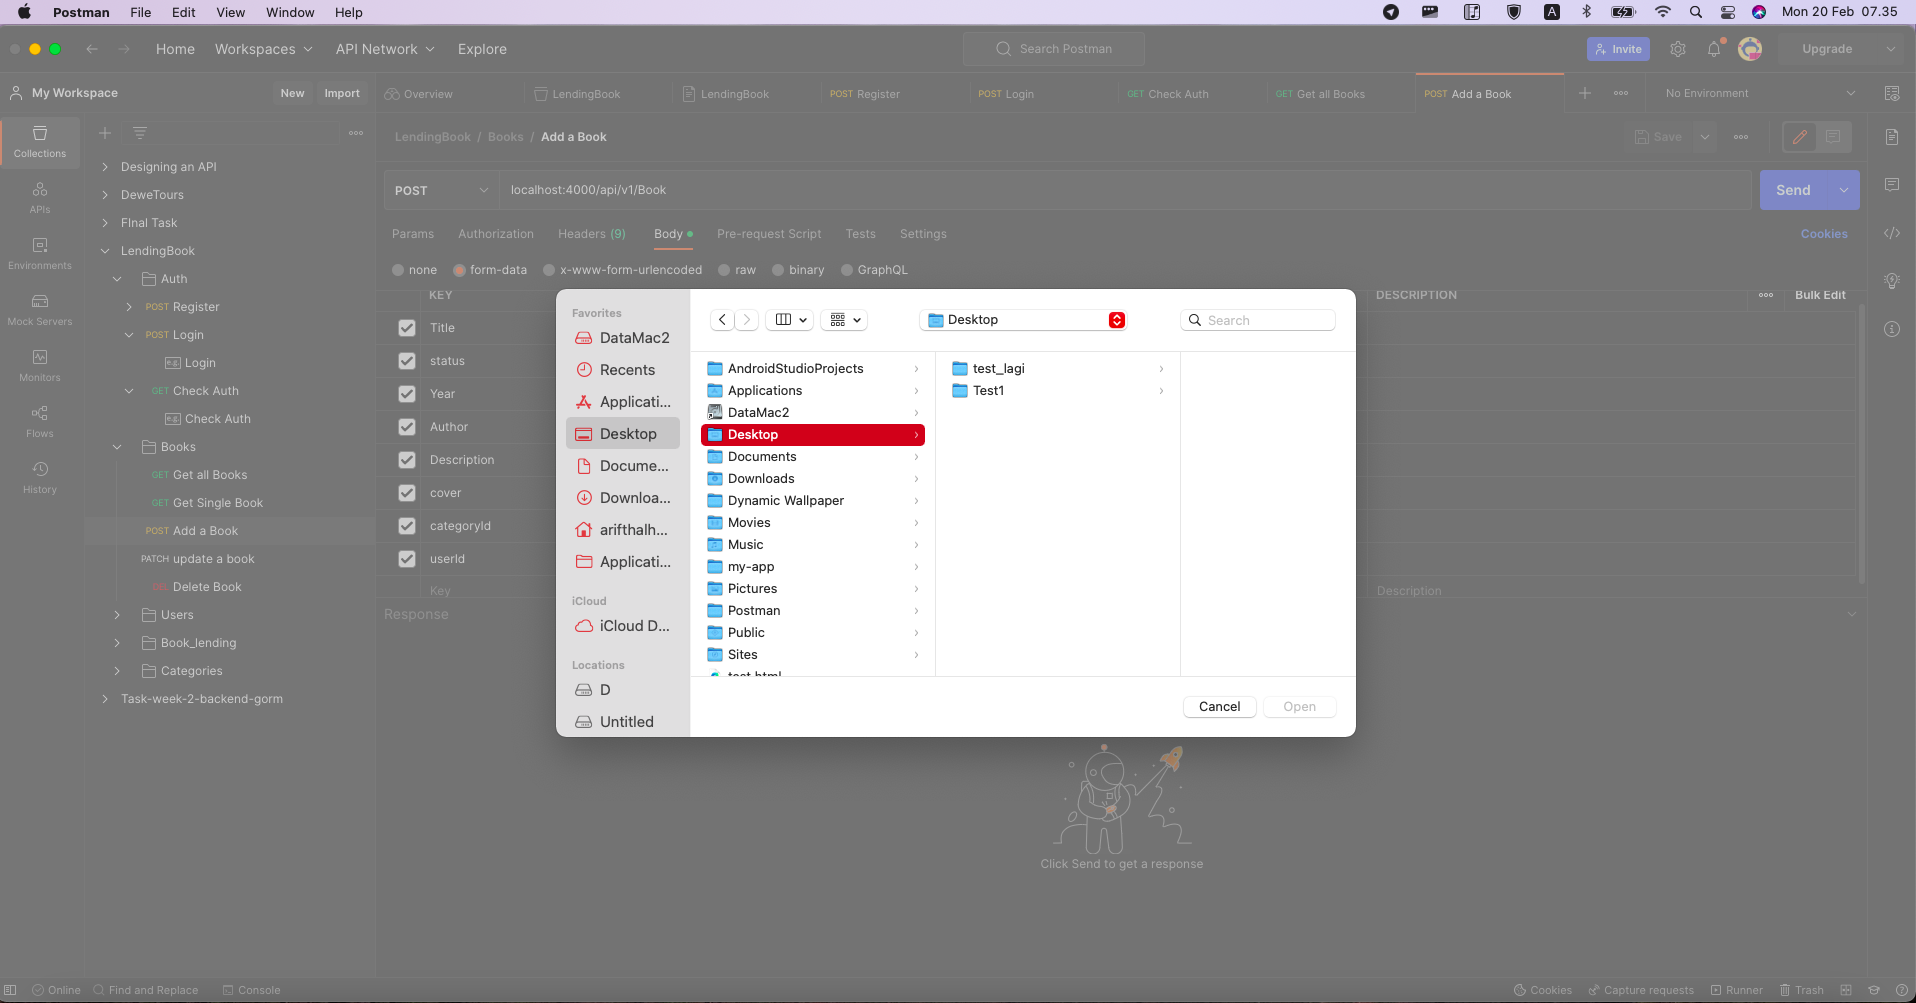 Postman File Edit View Window Help
A
Mon 20 Feb 07.35
Home Workspaces API Network Explore
Search Postman
Invite
Upgrade
My Workspace
New Import
Overview
LendingBook
LendingBook
POST Register
POST Login
GET Check Auth
GET Get all Books
POST Add a Book
No Environment
Collections
APIs
Environments
Mock Servers
Monitors
Flows
History
Designing an API
DeweTours
FInal Task
LendingBook
Auth
POST Register
POST Login
e.g. Login
GET Check Auth
e.g. Check Auth
Books
GET Get all Books
GET Get Single Book
POST Add a Book
PATCH update a book
DEL Delete Book
Users
Book_lending
Categories
Task-week-2-backend-gorm
LendingBook / Books / Add a Book
Save
POST
localhost:4000/api/v1/Book
Send
Params Authorization Headers (9) Body Pre-request Script Tests Settings
Cookies
none form-data x-www-form-urlencoded raw binary GraphQL
KEY
DESCRIPTION
Bulk Edit
Title
status
Year
Author
Description
cover
categoryId
userId
Key
Description
Response
Favorites
DataMac2
Recents
Applicati...
Desktop
Docume...
Downloa...
arifthalh...
Applicati...
iCloud
iCloud D...
Locations
D
Untitled
Desktop
Search
AndroidStudioProjects
Applications
DataMac2
Desktop
Documents
Downloads
Dynamic Wallpaper
Movies
Music
my-app
Pictures
Postman
Public
Sites
test.html
test_lagi
Test1
Cancel Open
Click Send to get a response
Online Find and Replace Console
Cookies Capture requests Runner Trash